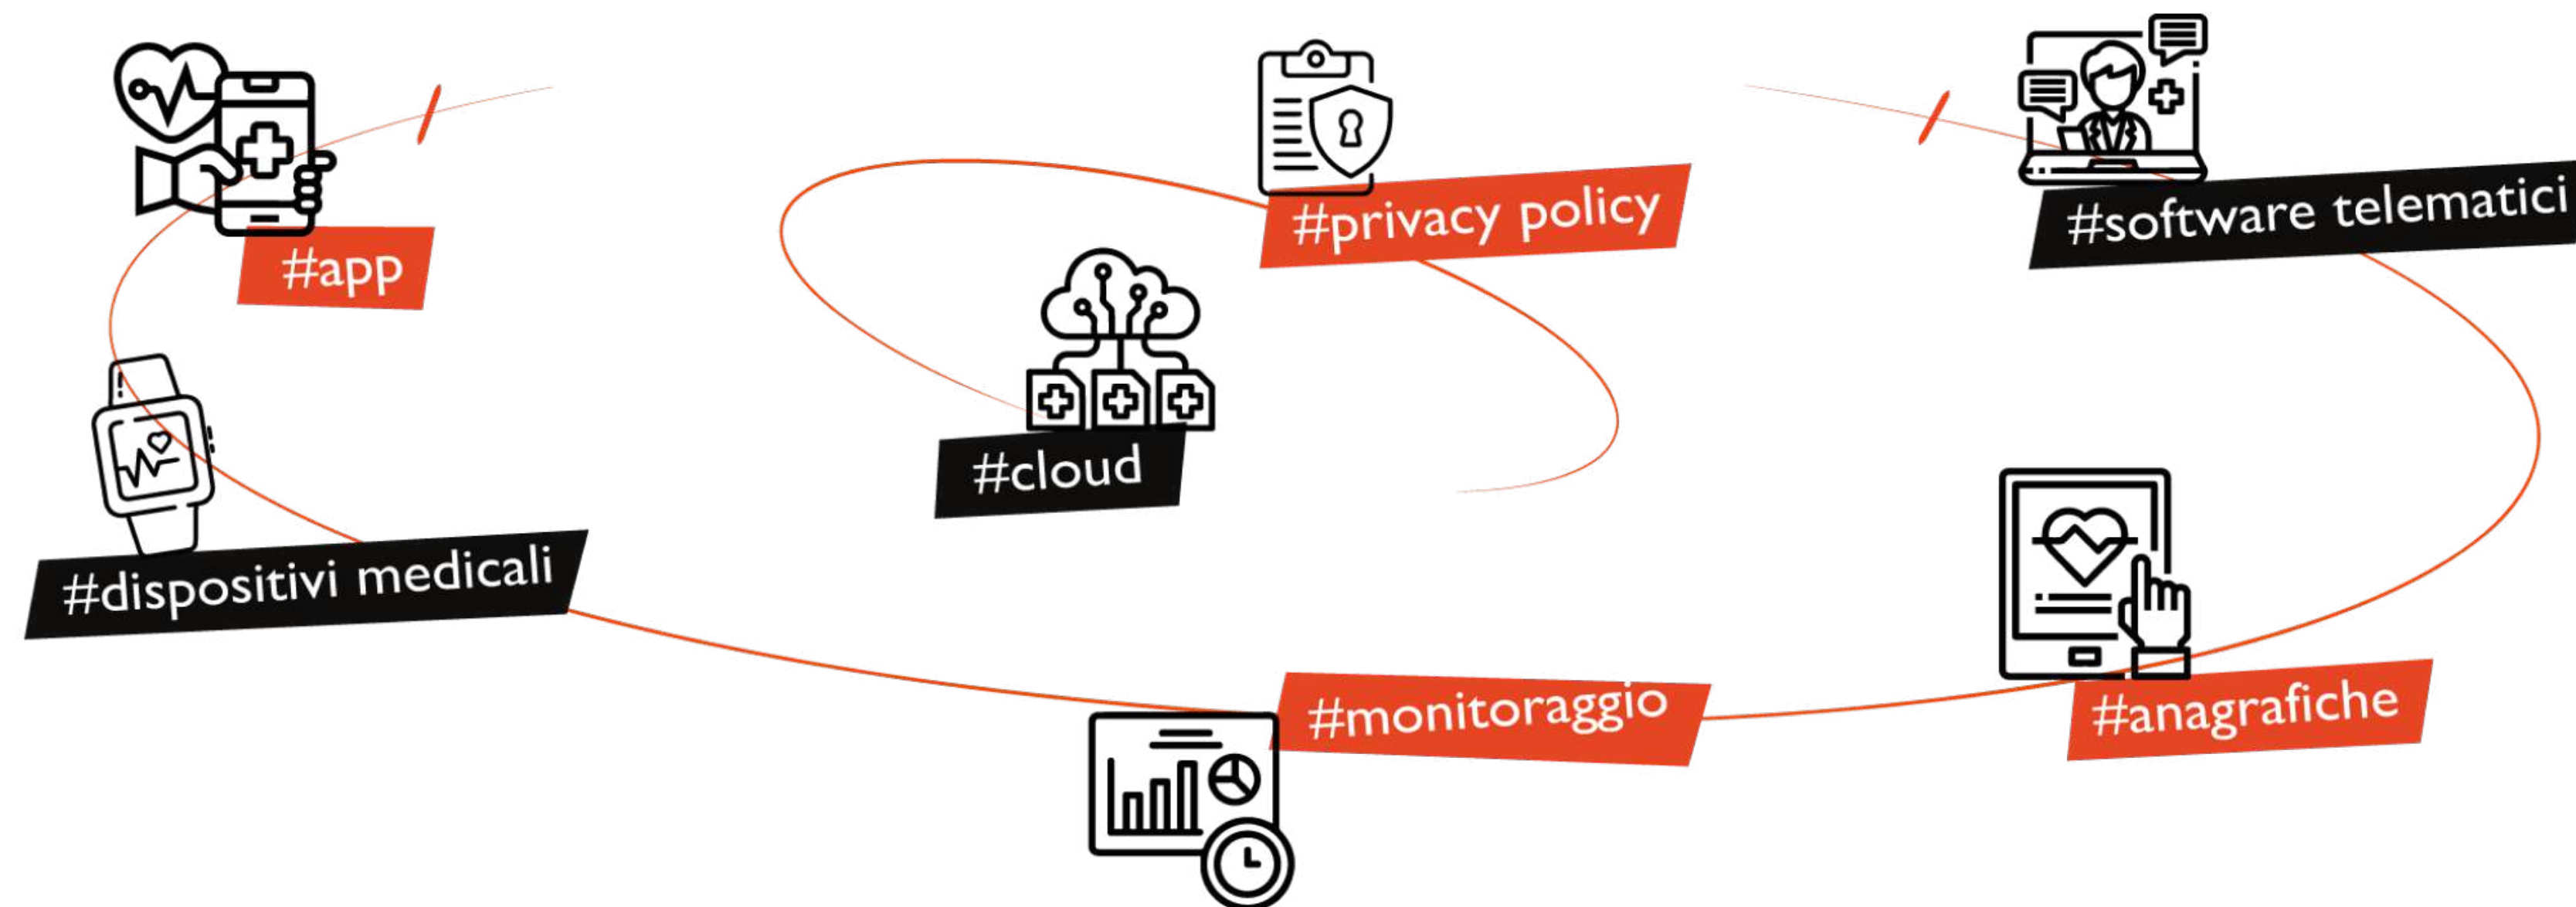 #app
#privacy policy
#software telematici
#cloud
#dispositivi medicali
#monitoraggio
#anagrafiche